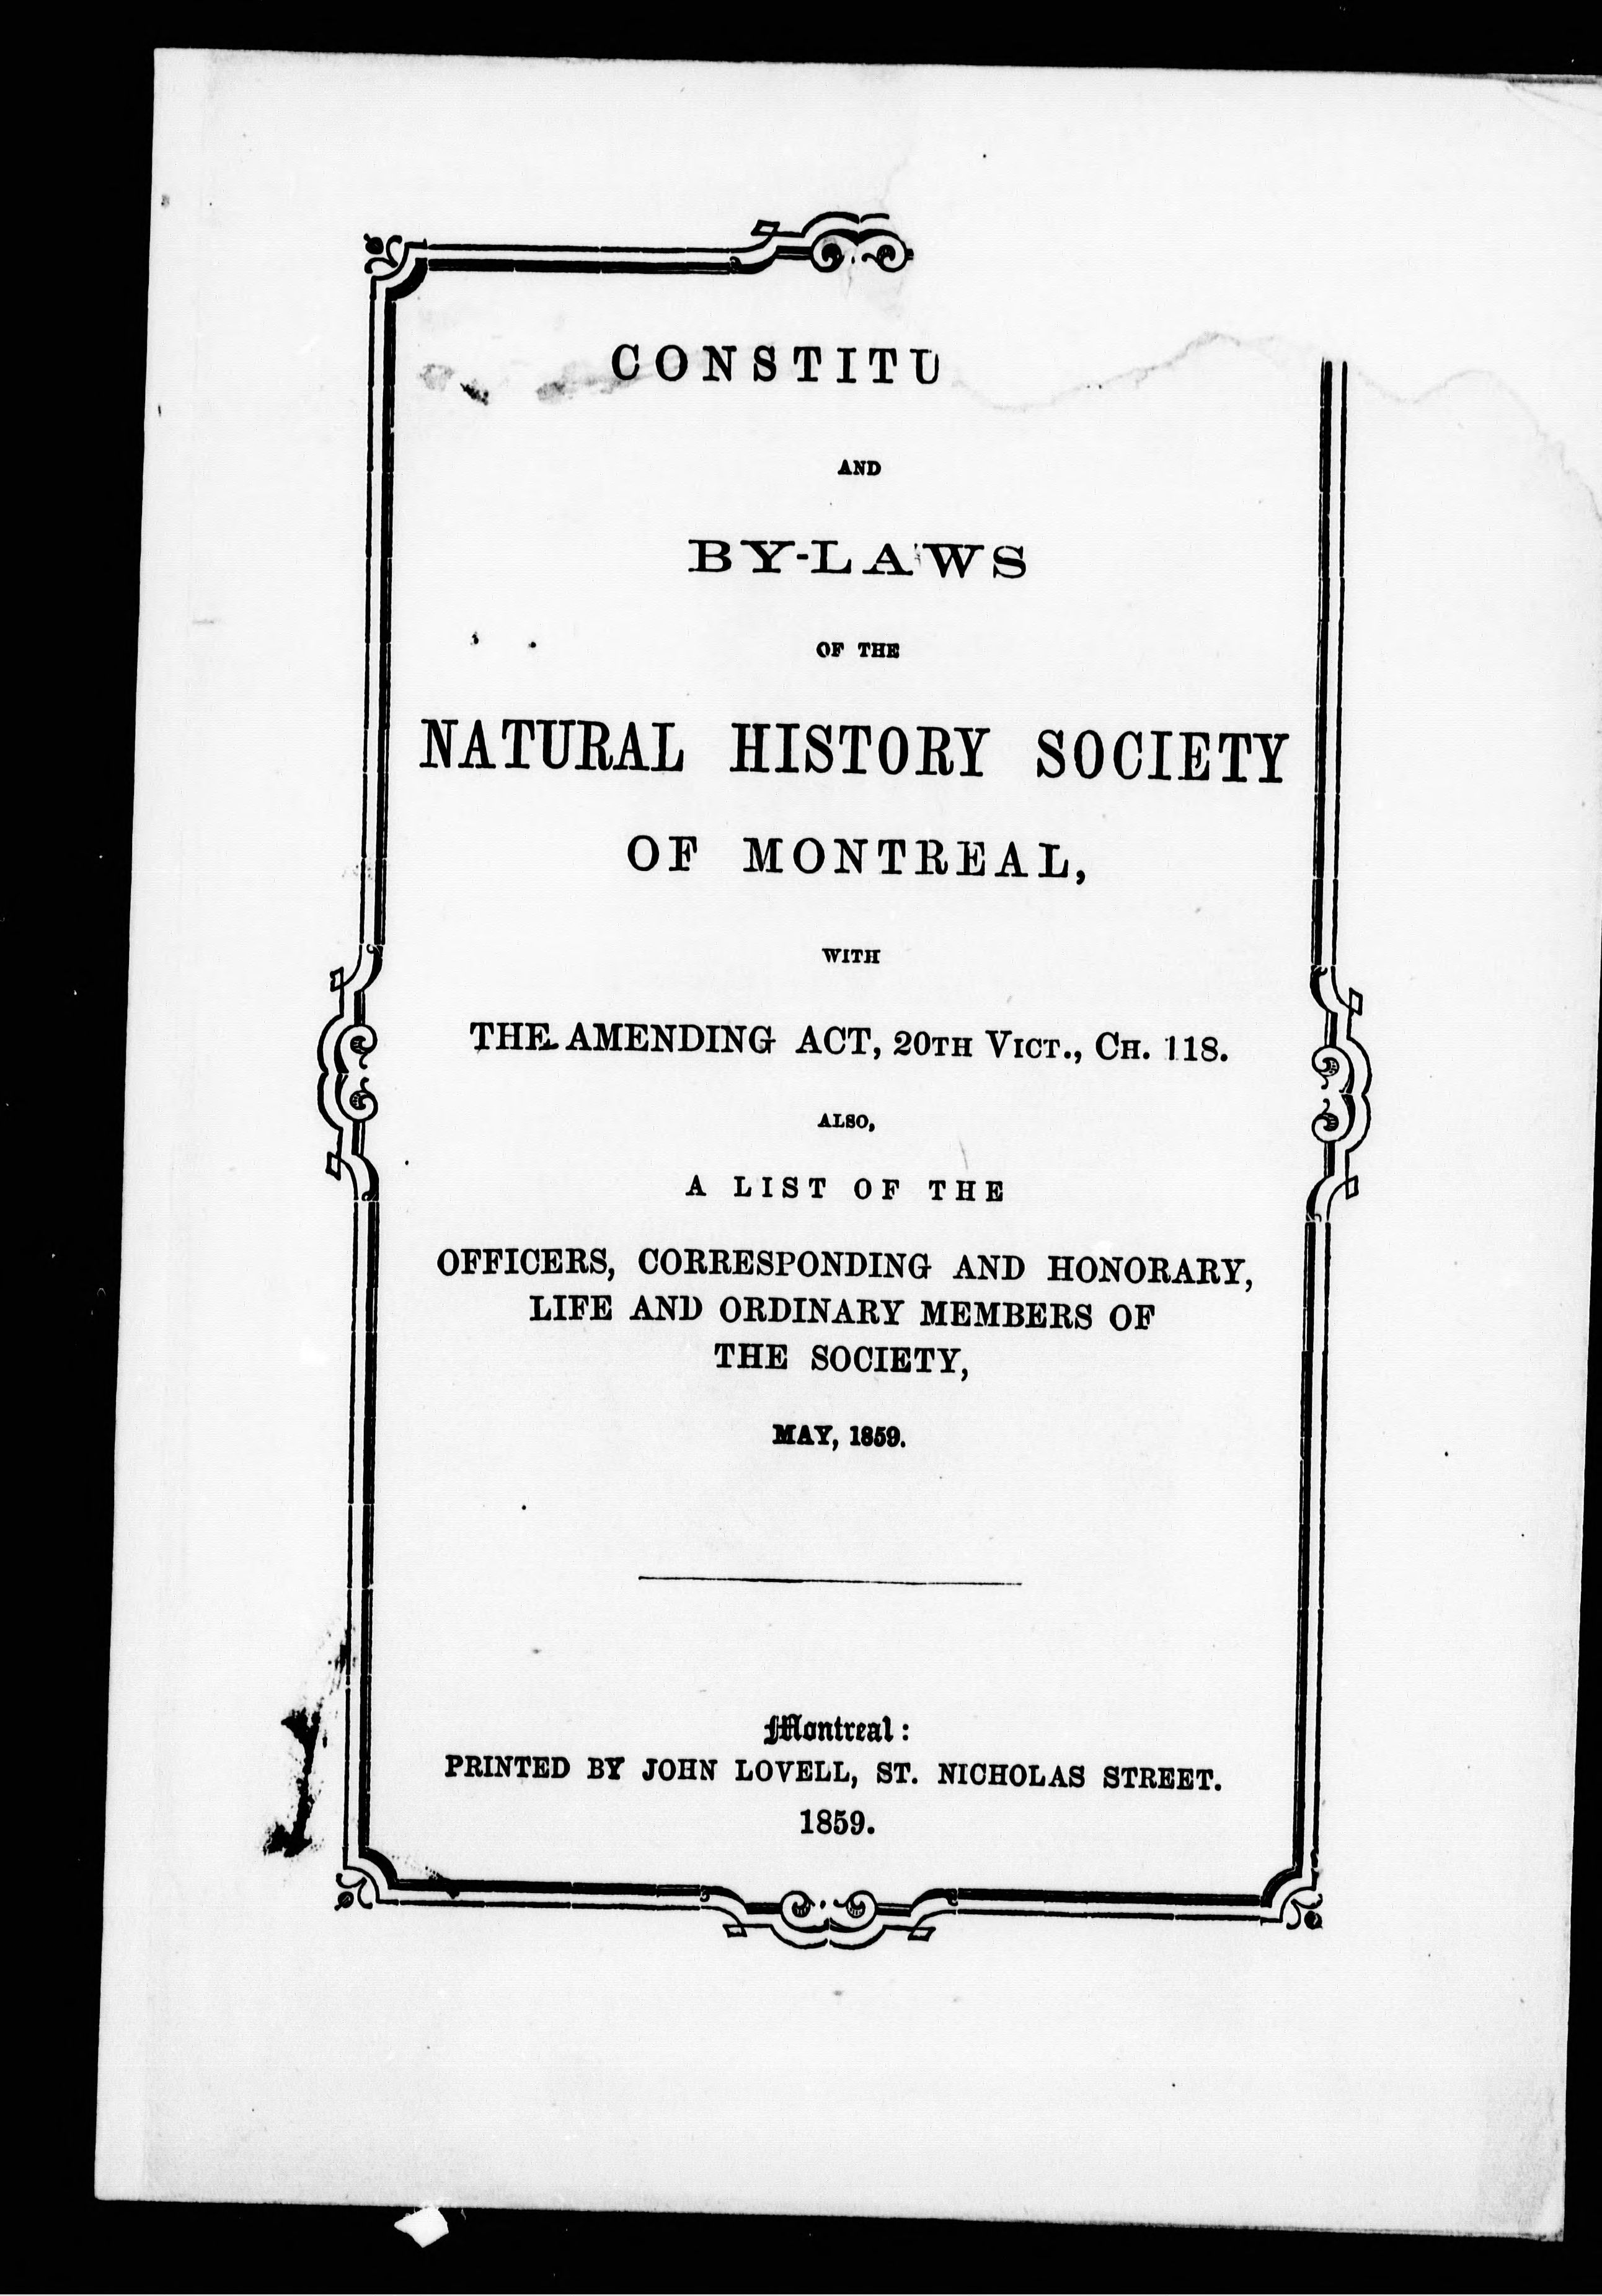 CONSTITU
AND
BY-LAWS
OF THE
NATURAL HISTORY SOCIETY
OF MONTREAL,
WITH
THE AMENDING ACT, 20TH VICT., CH. 118.
ALSO,
A LIST OF THE
OFFICERS, CORRESPONDING AND HONORARY,
LIFE AND ORDINARY MEMBERS OF
THE SOCIETY,
MAY, 1859.
Montreal:
PRINTED BY JOHN LOVELL, ST. NICHOLAS STREET.
1859.